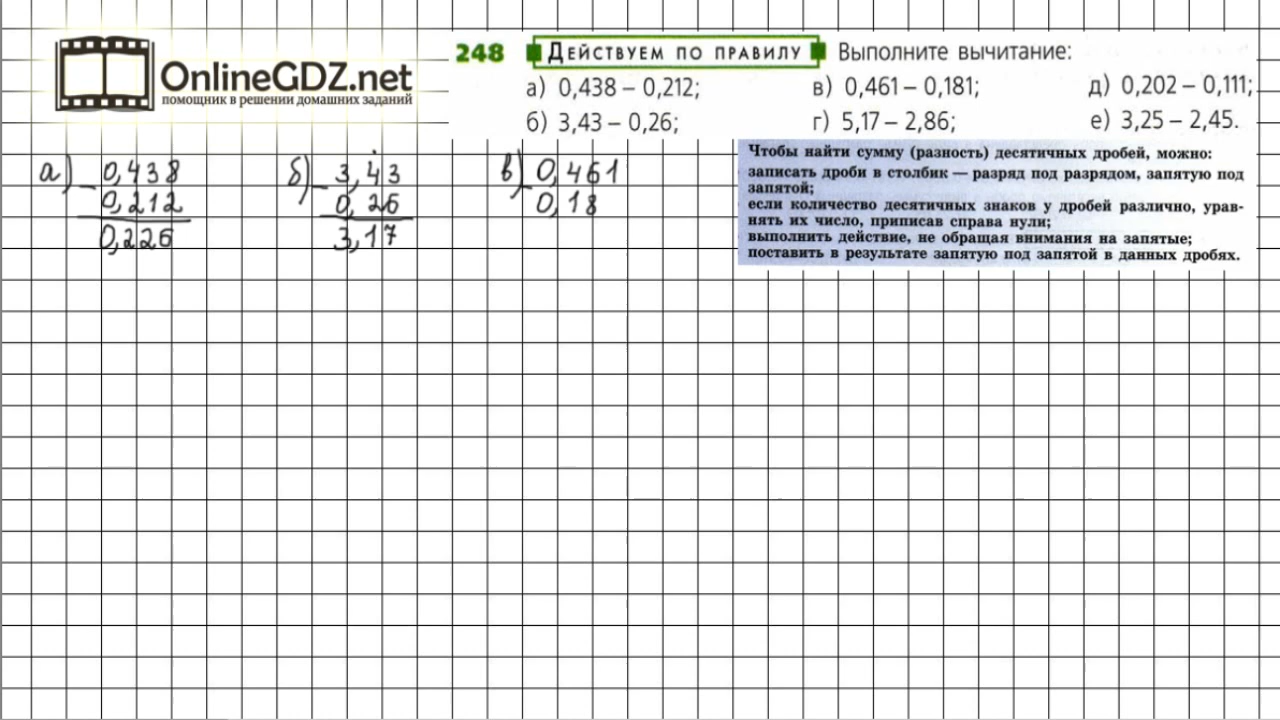 OnlineGDZ.net
помощник в решении домашних заданий
248 ДЕЙСТВУЕМ ПО ПРАВИЛУ Выполните вычитание:
а) 0,438 – 0,212; в) 0,461 – 0,181; д) 0,202 – 0,111;
б) 3,43 – 0,26; г) 5,17 – 2,86; е) 3,25 – 2,45.
Чтобы найти сумму (разность) десятичных дробей, можно:
записать дроби в столбик — разряд под разрядом, запятую под
запятой;
если количество десятичных знаков у дробей различно, урав-
нять их число, приписав справа нули;
выполнить действие, не обращая внимания на запятые;
поставить в результате запятую под запятой в данных дробях.
а) – 0,438
0,212
0,226
б) – 3,43
0,26
3,17
в) – 0,461
0,18